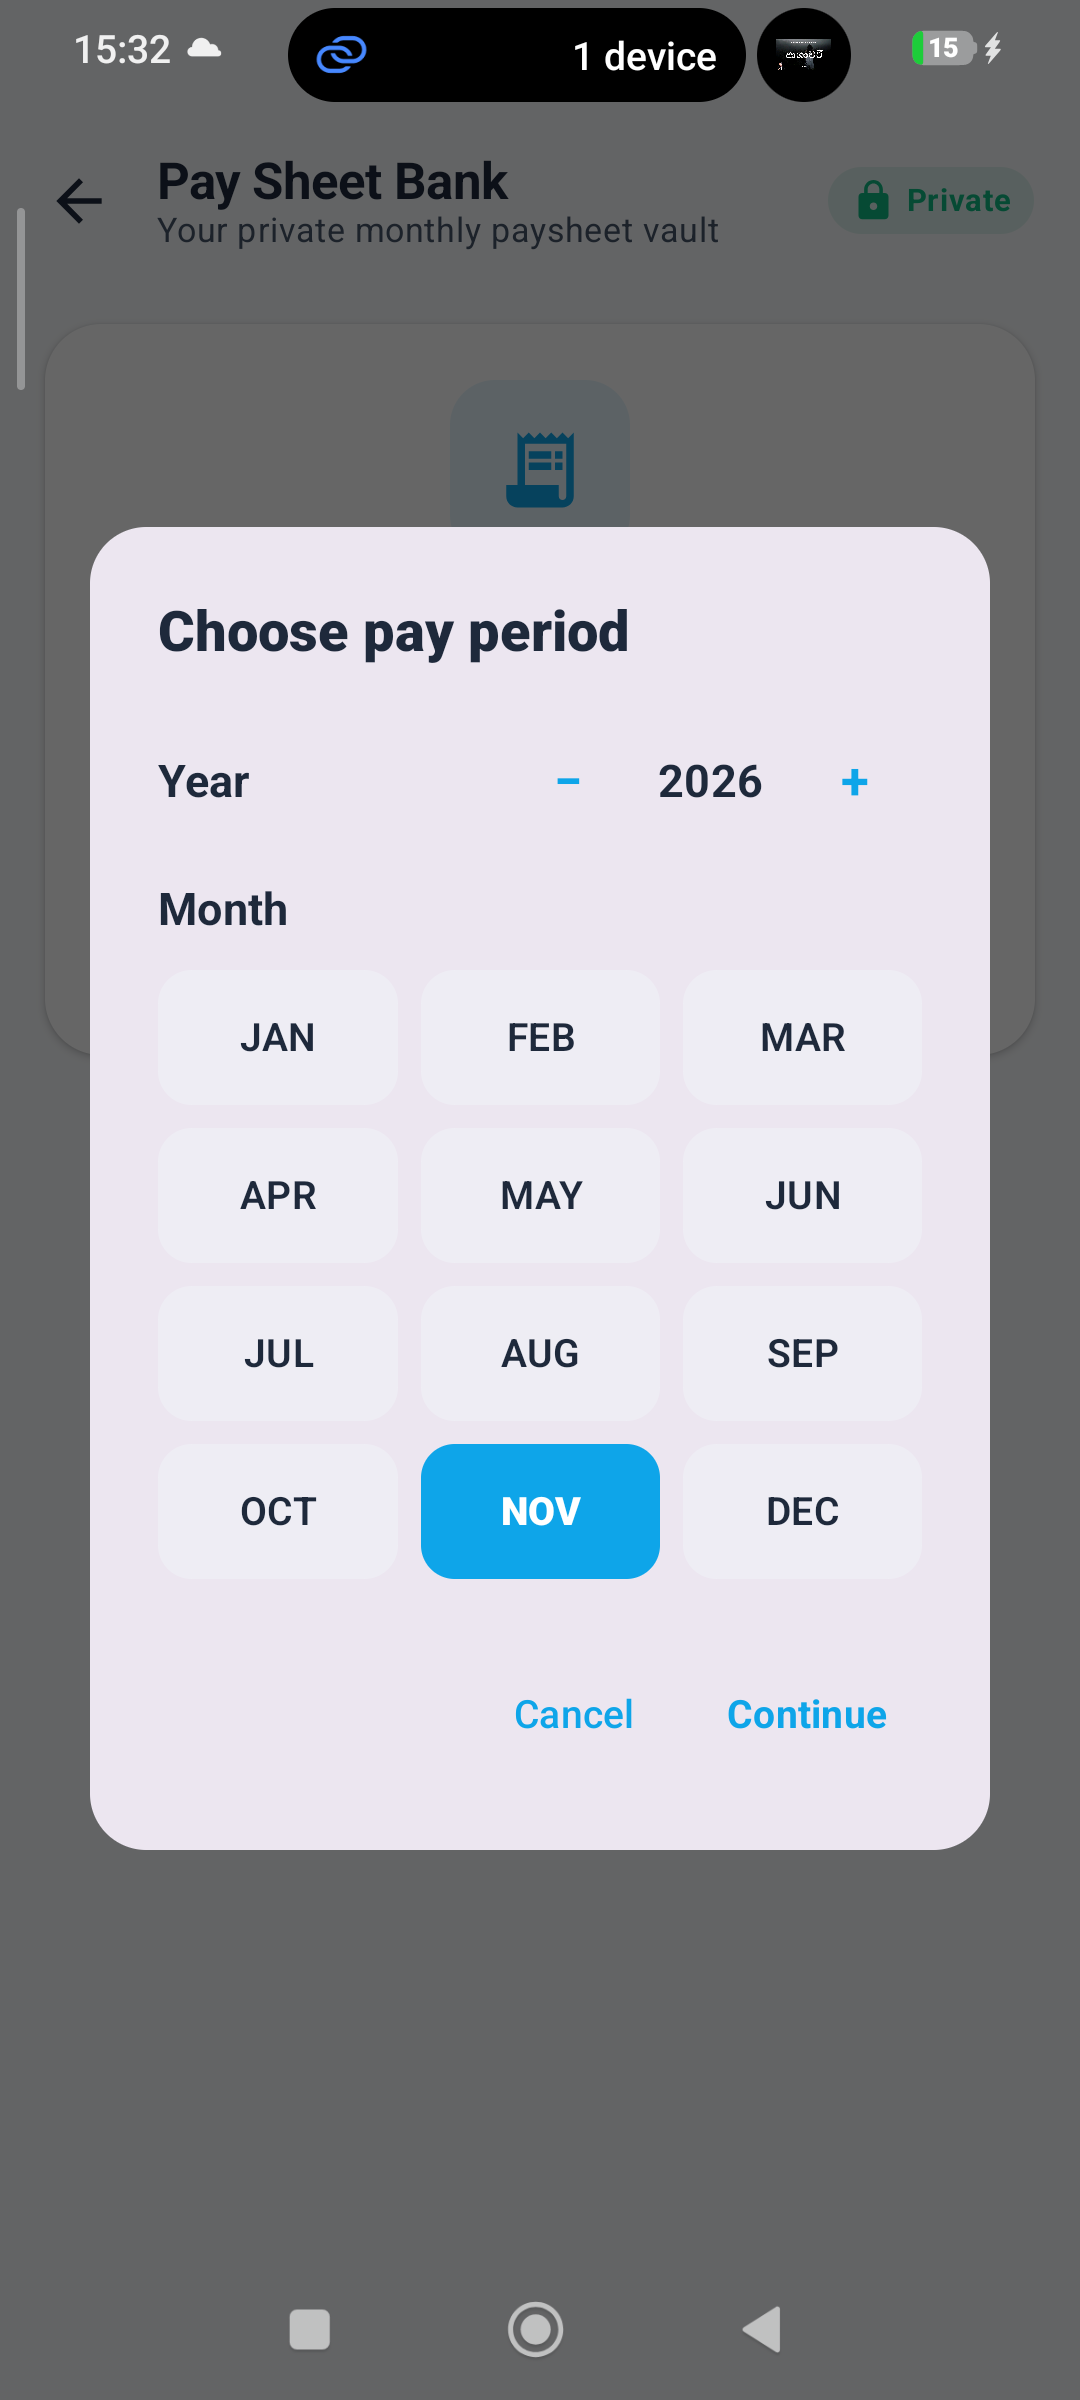 15:32
1 device
15
Pay Sheet Bank
Your private monthly paysheet vault
Private
Choose pay period
Year − 2026 +
Month
JAN FEB MAR
APR MAY JUN
JUL AUG SEP
OCT NOV DEC
Cancel Continue